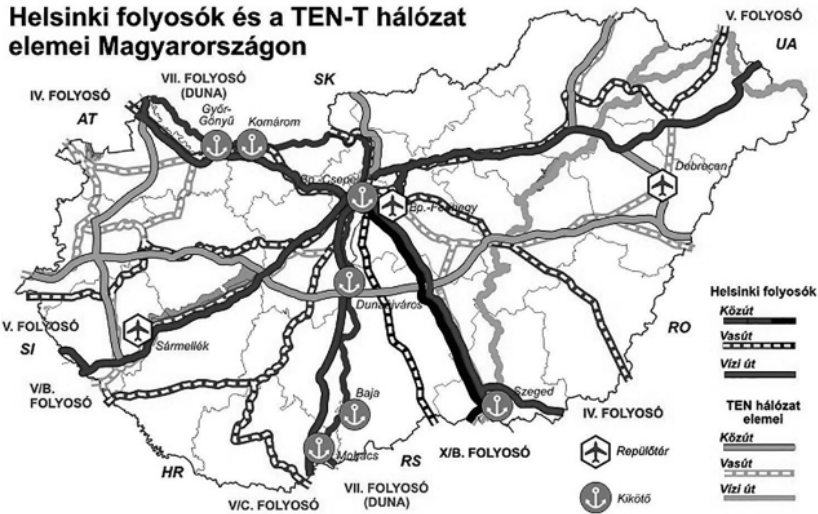 Helsinki folyosók és a TEN-T hálózat
elemei Magyarországon
V. FOLYOSÓ
UA
SK
VII. FOLYOSÓ
(DUNA)
IV. FOLYOSÓ
AT
Győr-
Gönyű
Komárom
Bp.-Csepel
Bp.-Ferihegy
Debrecen
Dunaújváros
V. FOLYOSÓ
SI
Sármellék
V/B.
FOLYOSÓ
RO
Baja
Szeged
IV. FOLYOSÓ
Mohács
HR
RS
X/B. FOLYOSÓ
V/C. FOLYOSÓ
VII. FOLYOSÓ
(DUNA)
Repülőtár
Kikötő
Helsinki folyosók
Közút
Vasút
Vízi út
TEN hálózat
elemei
Közút
Vasút
Vízi út